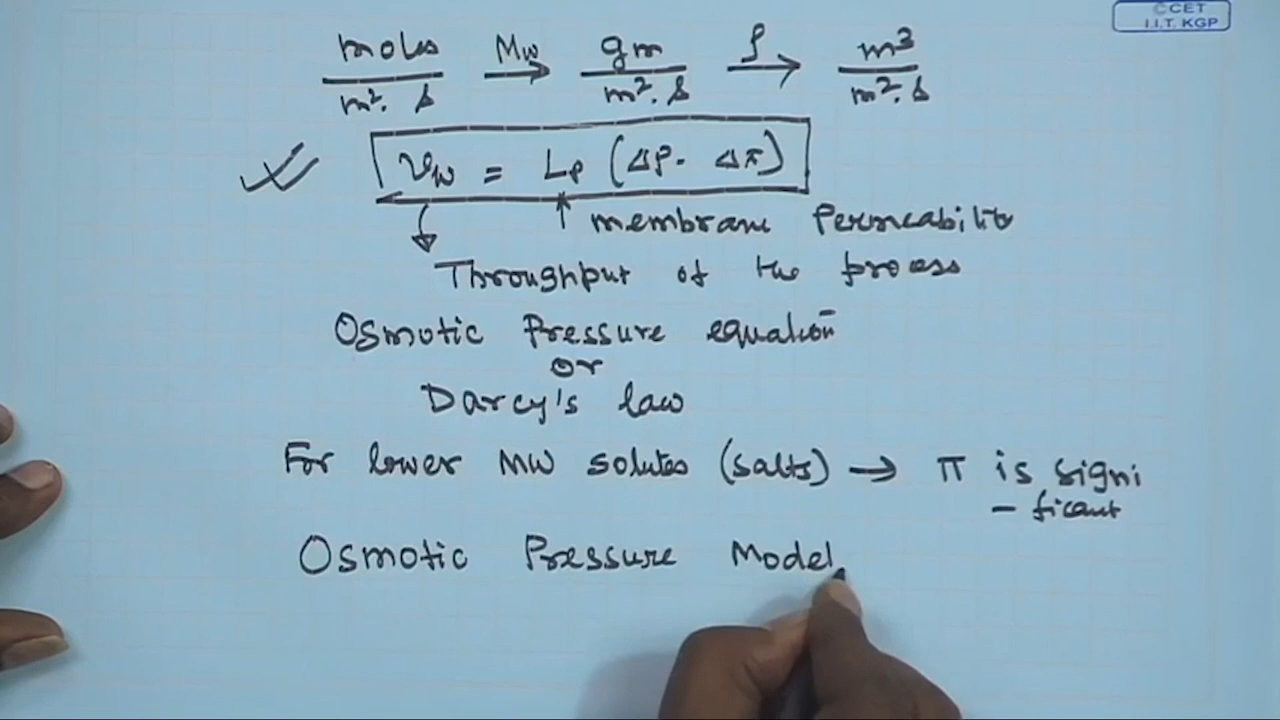 ©CET
I.I.T. KGP
moles/m². s →Mw gm/m². s →ρ m³/m². s
vw = Lp (ΔP - Δπ)
↑ membrane Permeability
Throughput of the process
Osmotic Pressure equation
or
Darcy's law
For lower MW solutes (salts) → π is signi
- ficant
Osmotic Pressure Model